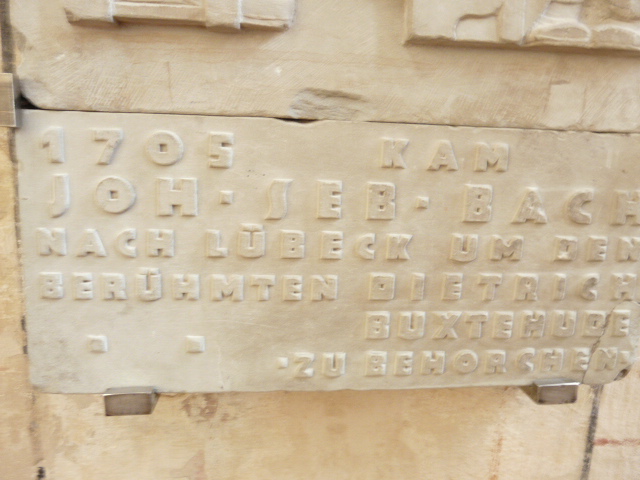 1705 KAM
JOH · SEB · BACH
NACH LÜBECK UM DEN
BERÜHMTEN DIETRICH
BUXTEHUDE
· ZU BEHORCHEN ·